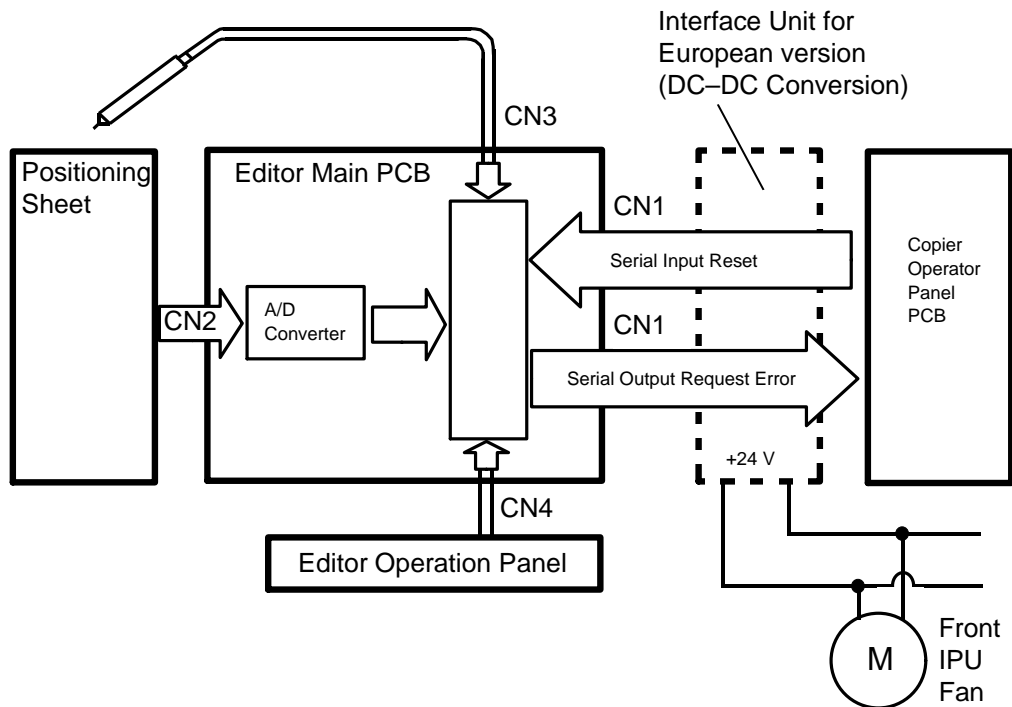 Interface Unit for
European version
(DC–DC Conversion)
CN3
Positioning
Sheet
Editor Main PCB
CN1
Serial Input Reset
Copier
Operator
Panel
PCB
CN2
A/D
Converter
CN1
Serial Output Request Error
+24 V
CN4
Editor Operation Panel
M
Front
IPU
Fan